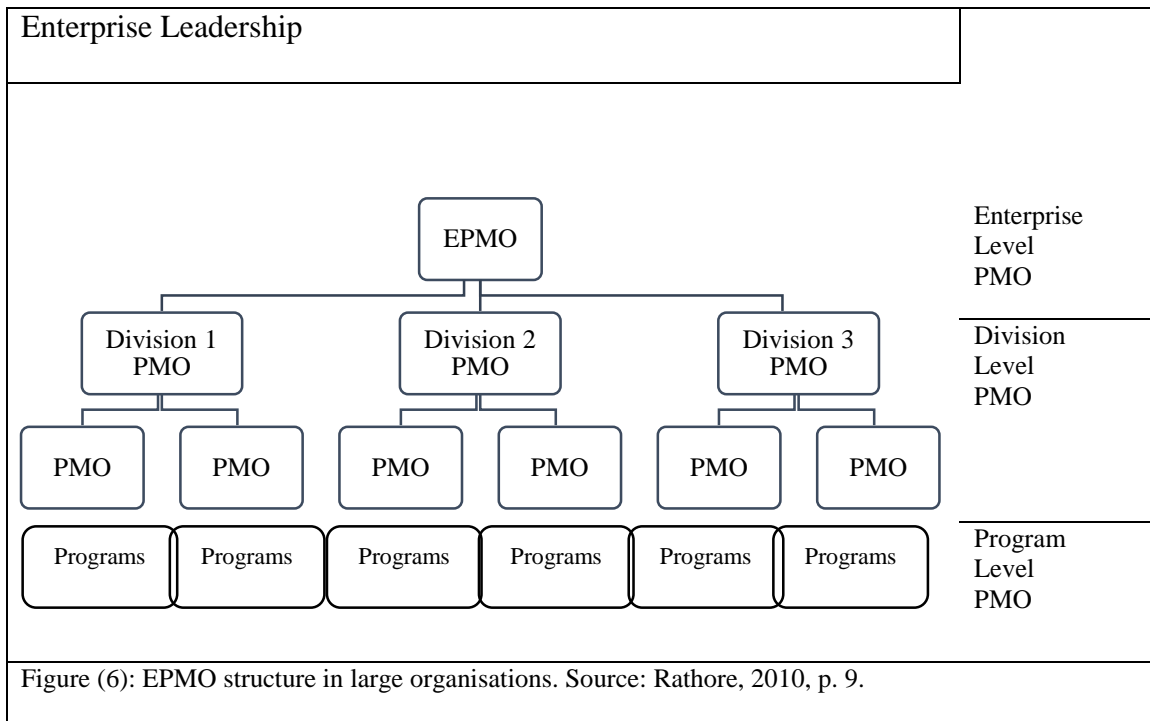 Enterprise Leadership
EPMO
Enterprise
Level
PMO
Division 1
PMO
Division 2
PMO
Division 3
PMO
Division
Level
PMO
PMO
PMO
PMO
PMO
PMO
PMO
Programs
Programs
Programs
Programs
Programs
Programs
Program
Level
PMO
Figure (6): EPMO structure in large organisations. Source: Rathore, 2010, p. 9.